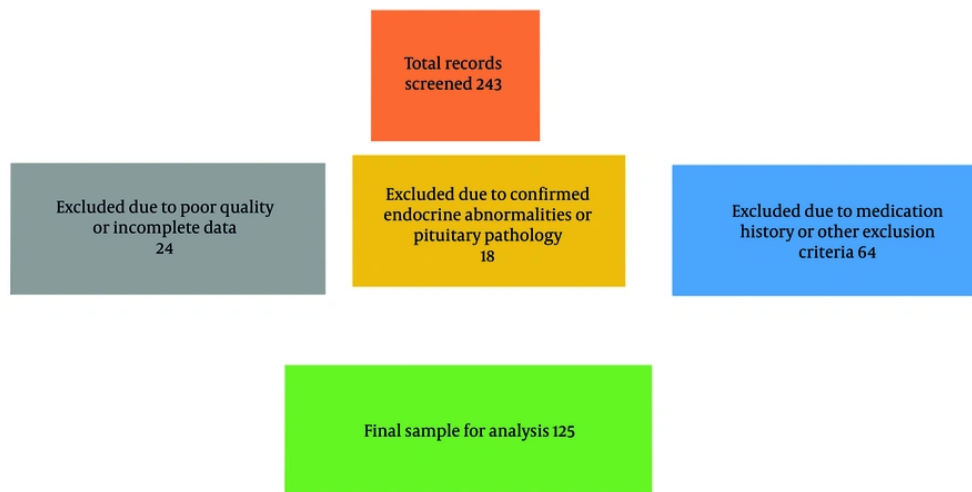 Total records
screened 243
Excluded due to poor quality
or incomplete data
24
Excluded due to confirmed
endocrine abnormalities or
pituitary pathology
18
Excluded due to medication
history or other exclusion
criteria 64
Final sample for analysis 125